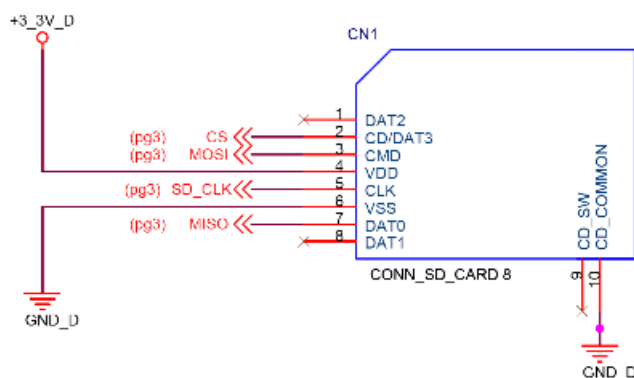 +3_3V_D
CN1
1 DAT2
(pg3) CS 2 CD/DAT3
(pg3) MOSI 3 CMD
4 VDD
(pg3) SD_CLK 5 CLK
6 VSS
(pg3) MISO 7 DAT0
8 DAT1
CD_SW
CD_COMMON
CONN_SD_CARD 8
9
10
GND_D
GND_D